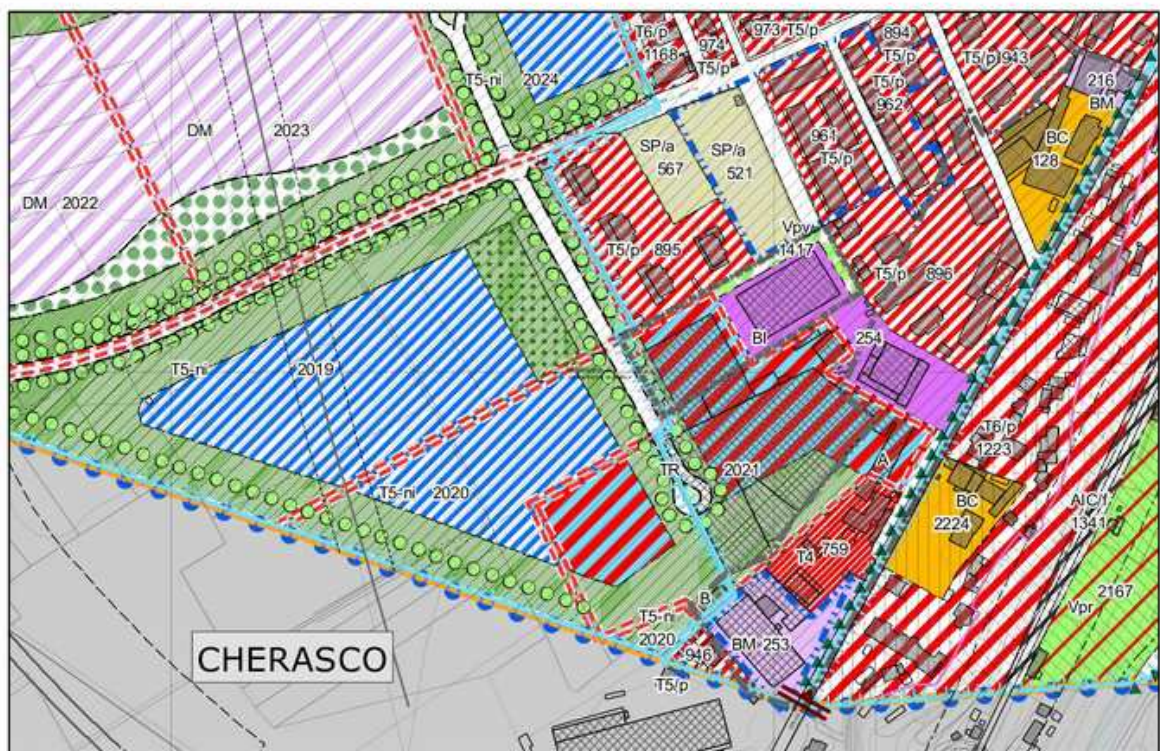 T6/p
1168
974
T5/p
973 T5/p
894
T5/p
T5/p
962
T5/p 943
216
BM
BC
128
T5-ni 2024
DM 2023
961
T5/p
SP/a
567
SP/a
521
DM 2022
Vpv
1417
T5/p 895
T5/p 896
BI
254
T5-ni 2019
T6/p
1223
A
TR
2021
T5-ni 2020
BC
2224
AIC/f
1341
T4 759
2167
Vpr
B
T5-ni
2020
BM 253
946
T5/p
CHERASCO